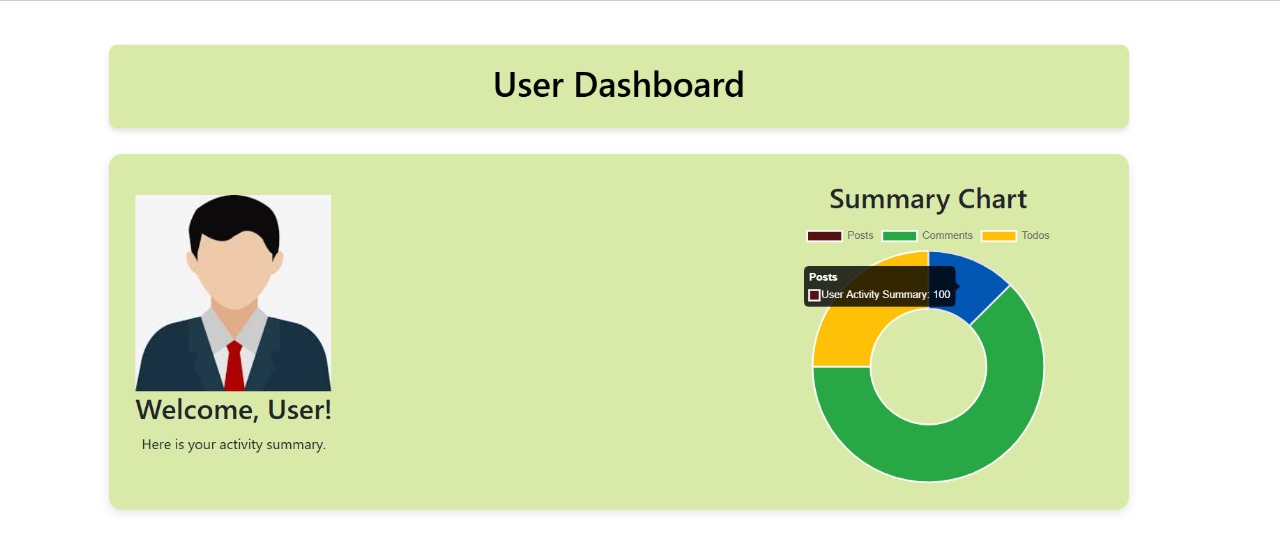 User Dashboard
Welcome, User!
Here is your activity summary.
Summary Chart
Posts Comments Todos
Posts
User Activity Summary: 100